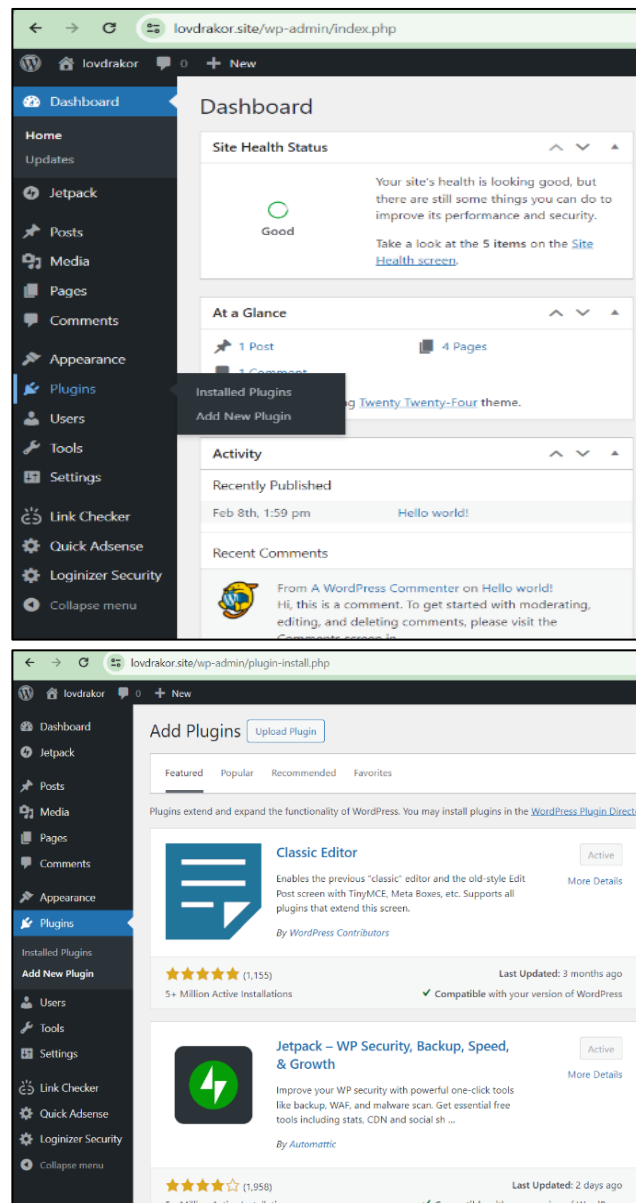 lovdrakor.site/wp-admin/index.php
lovdrakor 0 + New
Dashboard
Home
Updates
Jetpack
Posts
Media
Pages
Comments
Appearance
Plugins
Installed Plugins
Add New Plugin
Users
Tools
Settings
Link Checker
Quick Adsense
Loginizer Security
Collapse menu
Dashboard
Site Health Status
Good
Your site's health is looking good, but
there are still some things you can do to
improve its performance and security.
Take a look at the 5 items on the Site
Health screen.
At a Glance
1 Post 4 Pages
1 Comment
Twenty Twenty-Four theme.
Activity
Recently Published
Feb 8th, 1:59 pm Hello world!
Recent Comments
From A WordPress Commenter on Hello world!
Hi, this is a comment. To get started with moderating,
editing, and deleting comments, please visit the
Comments screen in
lovdrakor.site/wp-admin/plugin-install.php
lovdrakor 0 + New
Dashboard
Jetpack
Posts
Media
Pages
Comments
Appearance
Plugins
Installed Plugins
Add New Plugin
Users
Tools
Settings
Link Checker
Quick Adsense
Loginizer Security
Collapse menu
Add Plugins Upload Plugin
Featured Popular Recommended Favorites
Plugins extend and expand the functionality of WordPress. You may install plugins in the WordPress Plugin
Classic Editor
Active
Enables the previous "classic" editor and the old-style Edit
Post screen with TinyMCE, Meta Boxes, etc. Supports all
plugins that extend this screen.
More Details
By WordPress Contributors
(1,155) Last Updated: 3 months ago
5+ Million Active Installations Compatible with your version of WordPress
Jetpack – WP Security, Backup, Speed,
& Growth
Active
More Details
Improve your WP security with powerful one-click tools
like backup, WAF, and malware scan. Get essential free
tools including stats, CDN and social sh ...
By Automattic
(1,958) Last Updated: 2 days ago